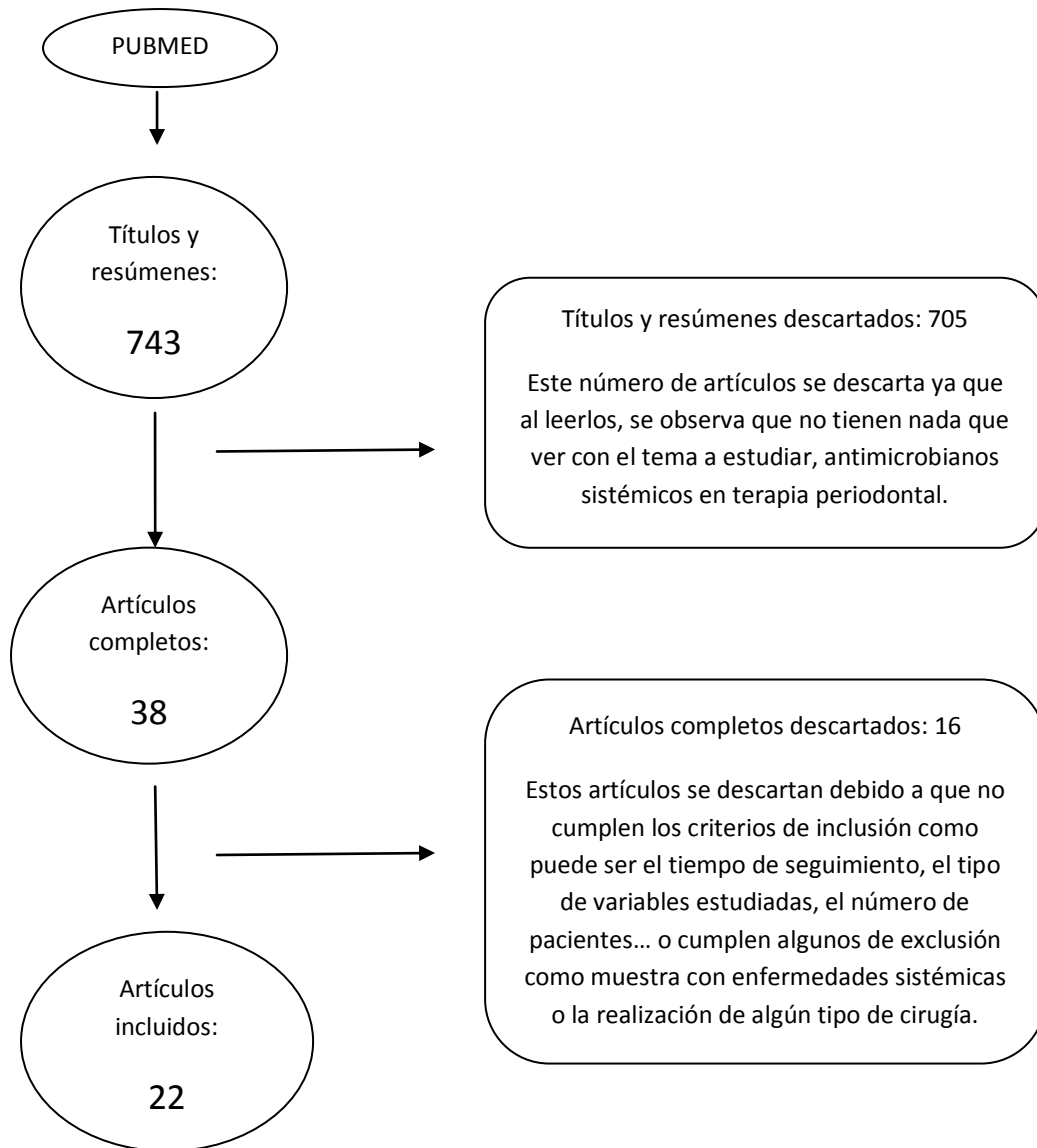 PUBMED
Títulos y
resúmenes:
743
Títulos y resúmenes descartados: 705
Este número de artículos se descarta ya que
al leerlos, se observa que no tienen nada que
ver con el tema a estudiar, antimicrobianos
sistémicos en terapia periodontal.
Artículos
completos:
38
Artículos completos descartados: 16
Estos artículos se descartan debido a que no
cumplen los criterios de inclusión como
puede ser el tiempo de seguimiento, el tipo
de variables estudiadas, el número de
pacientes… o cumplen algunos de exclusión
como muestra con enfermedades sistémicas
o la realización de algún tipo de cirugía.
Artículos
incluidos:
22